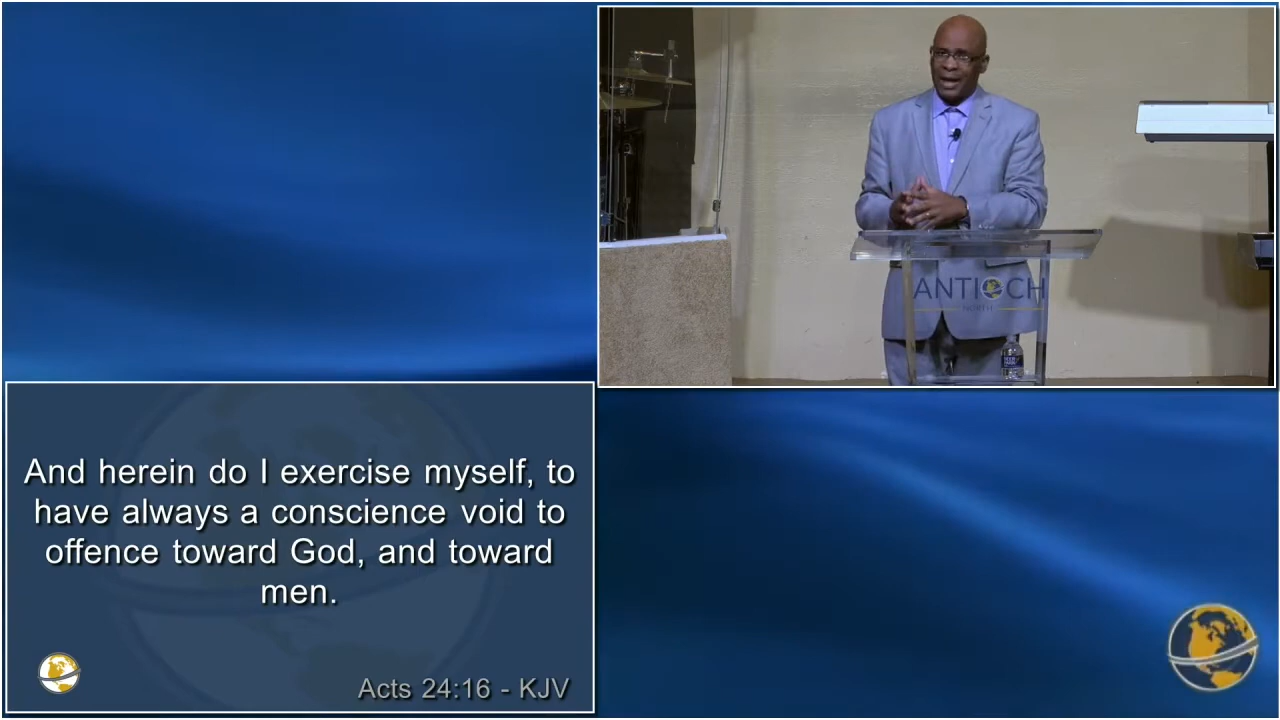 ANTIOCH
NORTH
And herein do I exercise myself, to
have always a conscience void to
offence toward God, and toward
men.
Acts 24:16 - KJV